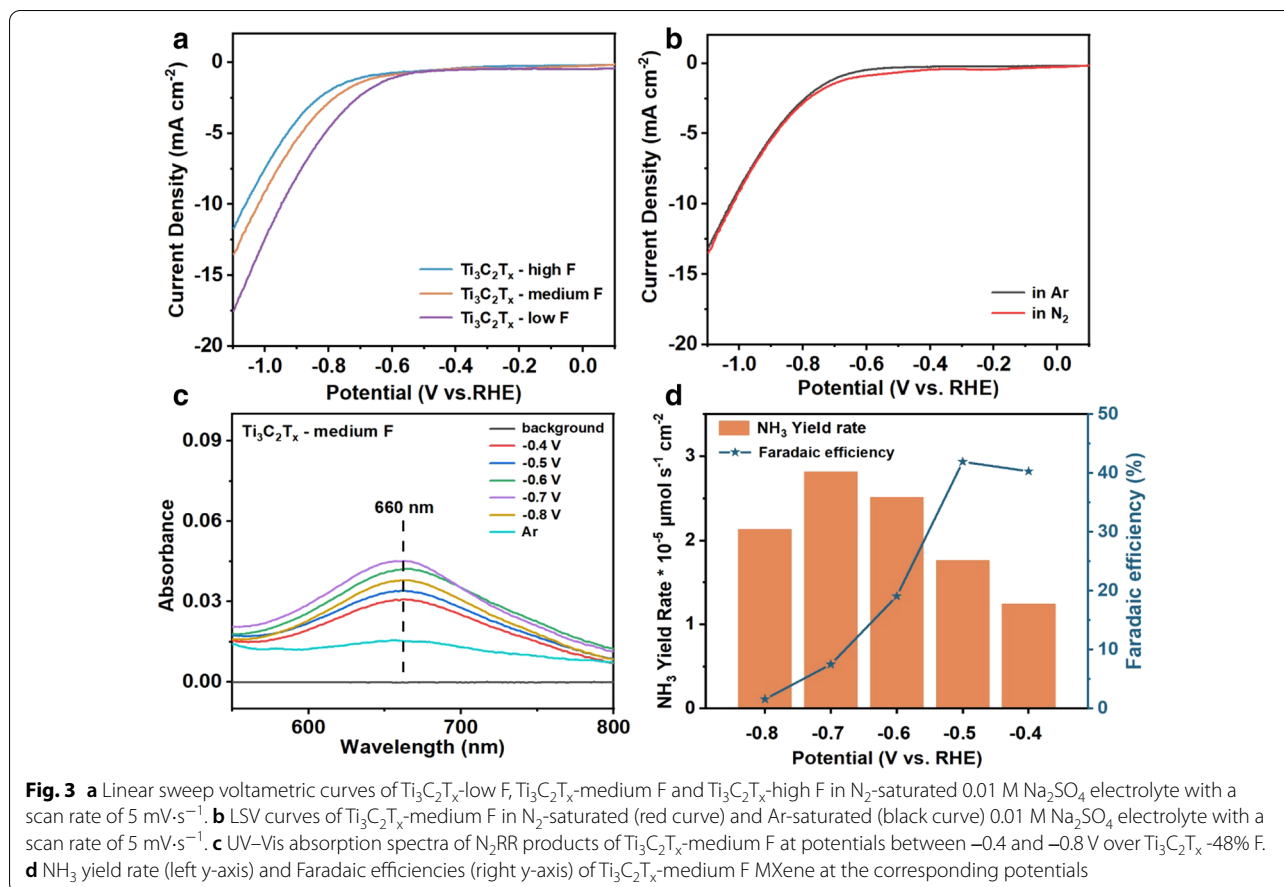 a
0
-5
-10
-15
-20
Current Density (mA cm⁻²)
Ti₃C₂Tₓ - high F
Ti₃C₂Tₓ - medium F
Ti₃C₂Tₓ - low F
-1.0 -0.8 -0.6 -0.4 -0.2 0.0
Potential (V vs.RHE)
b
0
-5
-10
-15
-20
Current Density (mA cm⁻²)
in Ar
in N₂
-1.0 -0.8 -0.6 -0.4 -0.2 0.0
Potential (V vs. RHE)
c
Ti₃C₂Tₓ - medium F
0.09
0.06
0.03
0.00
Absorbance
background
-0.4 V
-0.5 V
-0.6 V
-0.7 V
-0.8 V
Ar
660 nm
600 700 800
Wavelength (nm)
d
NH₃ Yield rate
Faradaic efficiency
3
2
1
0
NH₃ Yield Rate * 10⁻⁵ μmol s⁻¹ cm⁻²
50
40
30
20
10
0
Faradaic efficiency (%)
-0.8 -0.7 -0.6 -0.5 -0.4
Potential (V vs. RHE)
Fig. 3 a Linear sweep voltametric curves of Ti₃C₂Tₓ-low F, Ti₃C₂Tₓ-medium F and Ti₃C₂Tₓ-high F in N₂-saturated 0.01 M Na₂SO₄ electrolyte with a
scan rate of 5 mV·s⁻¹. b LSV curves of Ti₃C₂Tₓ-medium F in N₂-saturated (red curve) and Ar-saturated (black curve) 0.01 M Na₂SO₄ electrolyte with a
scan rate of 5 mV·s⁻¹. c UV–Vis absorption spectra of N₂RR products of Ti₃C₂Tₓ-medium F at potentials between –0.4 and –0.8 V over Ti₃C₂Tₓ -48% F.
d NH₃ yield rate (left y-axis) and Faradaic efficiencies (right y-axis) of Ti₃C₂Tₓ-medium F MXene at the corresponding potentials